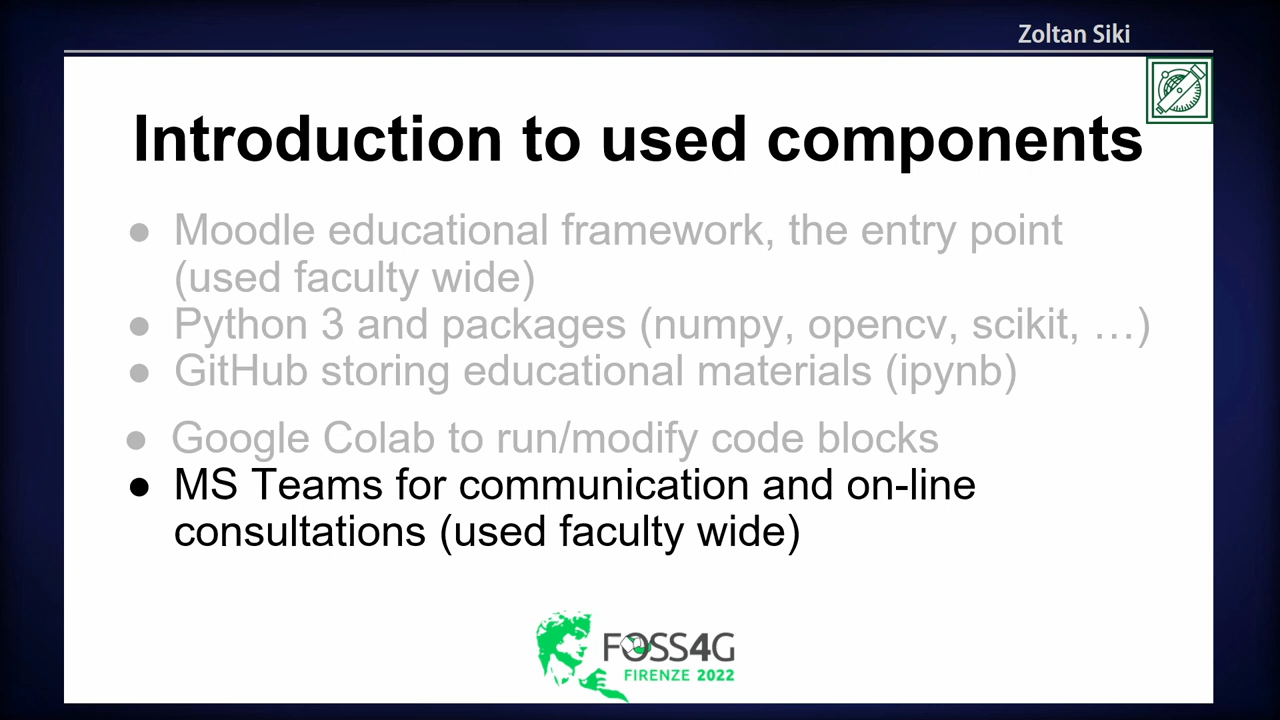 Zoltan Siki
Introduction to used components
● Moodle educational framework, the entry point
(used faculty wide)
● Python 3 and packages (numpy, opencv, scikit, …)
● GitHub storing educational materials (ipynb)
● Google Colab to run/modify code blocks
● MS Teams for communication and on-line
consultations (used faculty wide)
FOSS4G
FIRENZE 2022